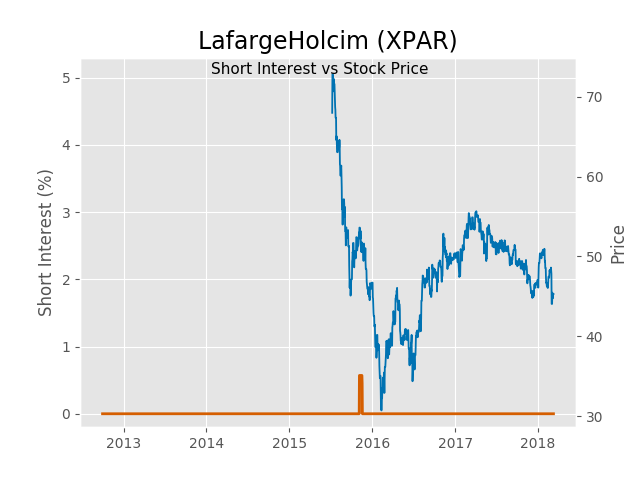 LafargeHolcim (XPAR)
Short Interest vs Stock Price
Short Interest (%)
5
4
3
2
1
0
70
60
50
40
30
Price
2013 2014 2015 2016 2017 2018